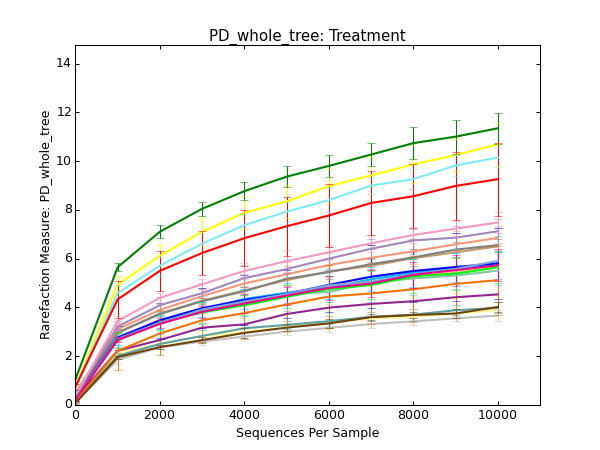 PD_whole_tree: Treatment
14
12
10
8
6
4
2
0
Rarefaction Measure: PD_whole_tree
0 2000 4000 6000 8000 10000
Sequences Per Sample